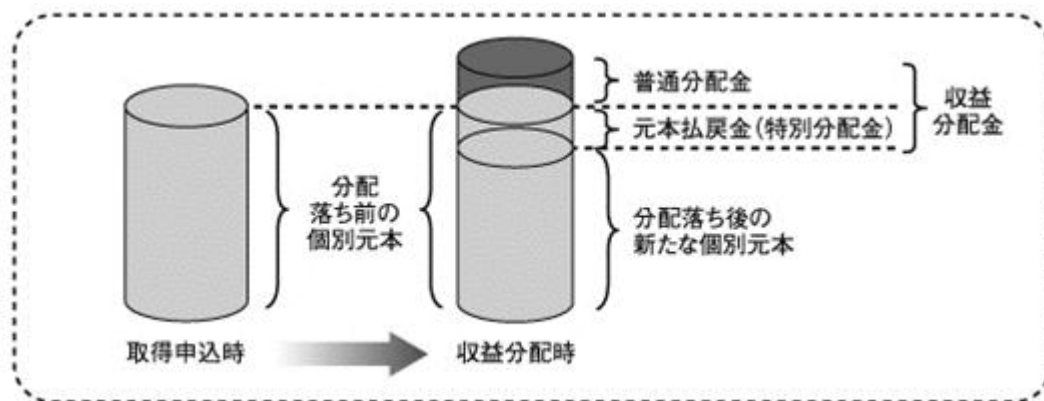 普通分配金
収益
分配金
元本払戻金(特別分配金)
分配
落ち前の
個別元本
分配落ち後の
新たな個別元本
取得申込時
収益分配時